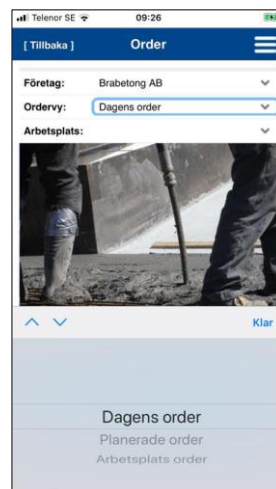 Telenor SE 09:26
[ Tillbaka ] Order
Företag: Brabetong AB
Ordervy: Dagens order
Arbetsplats:
Klar
Dagens order
Planerade order
Arbetsplats order